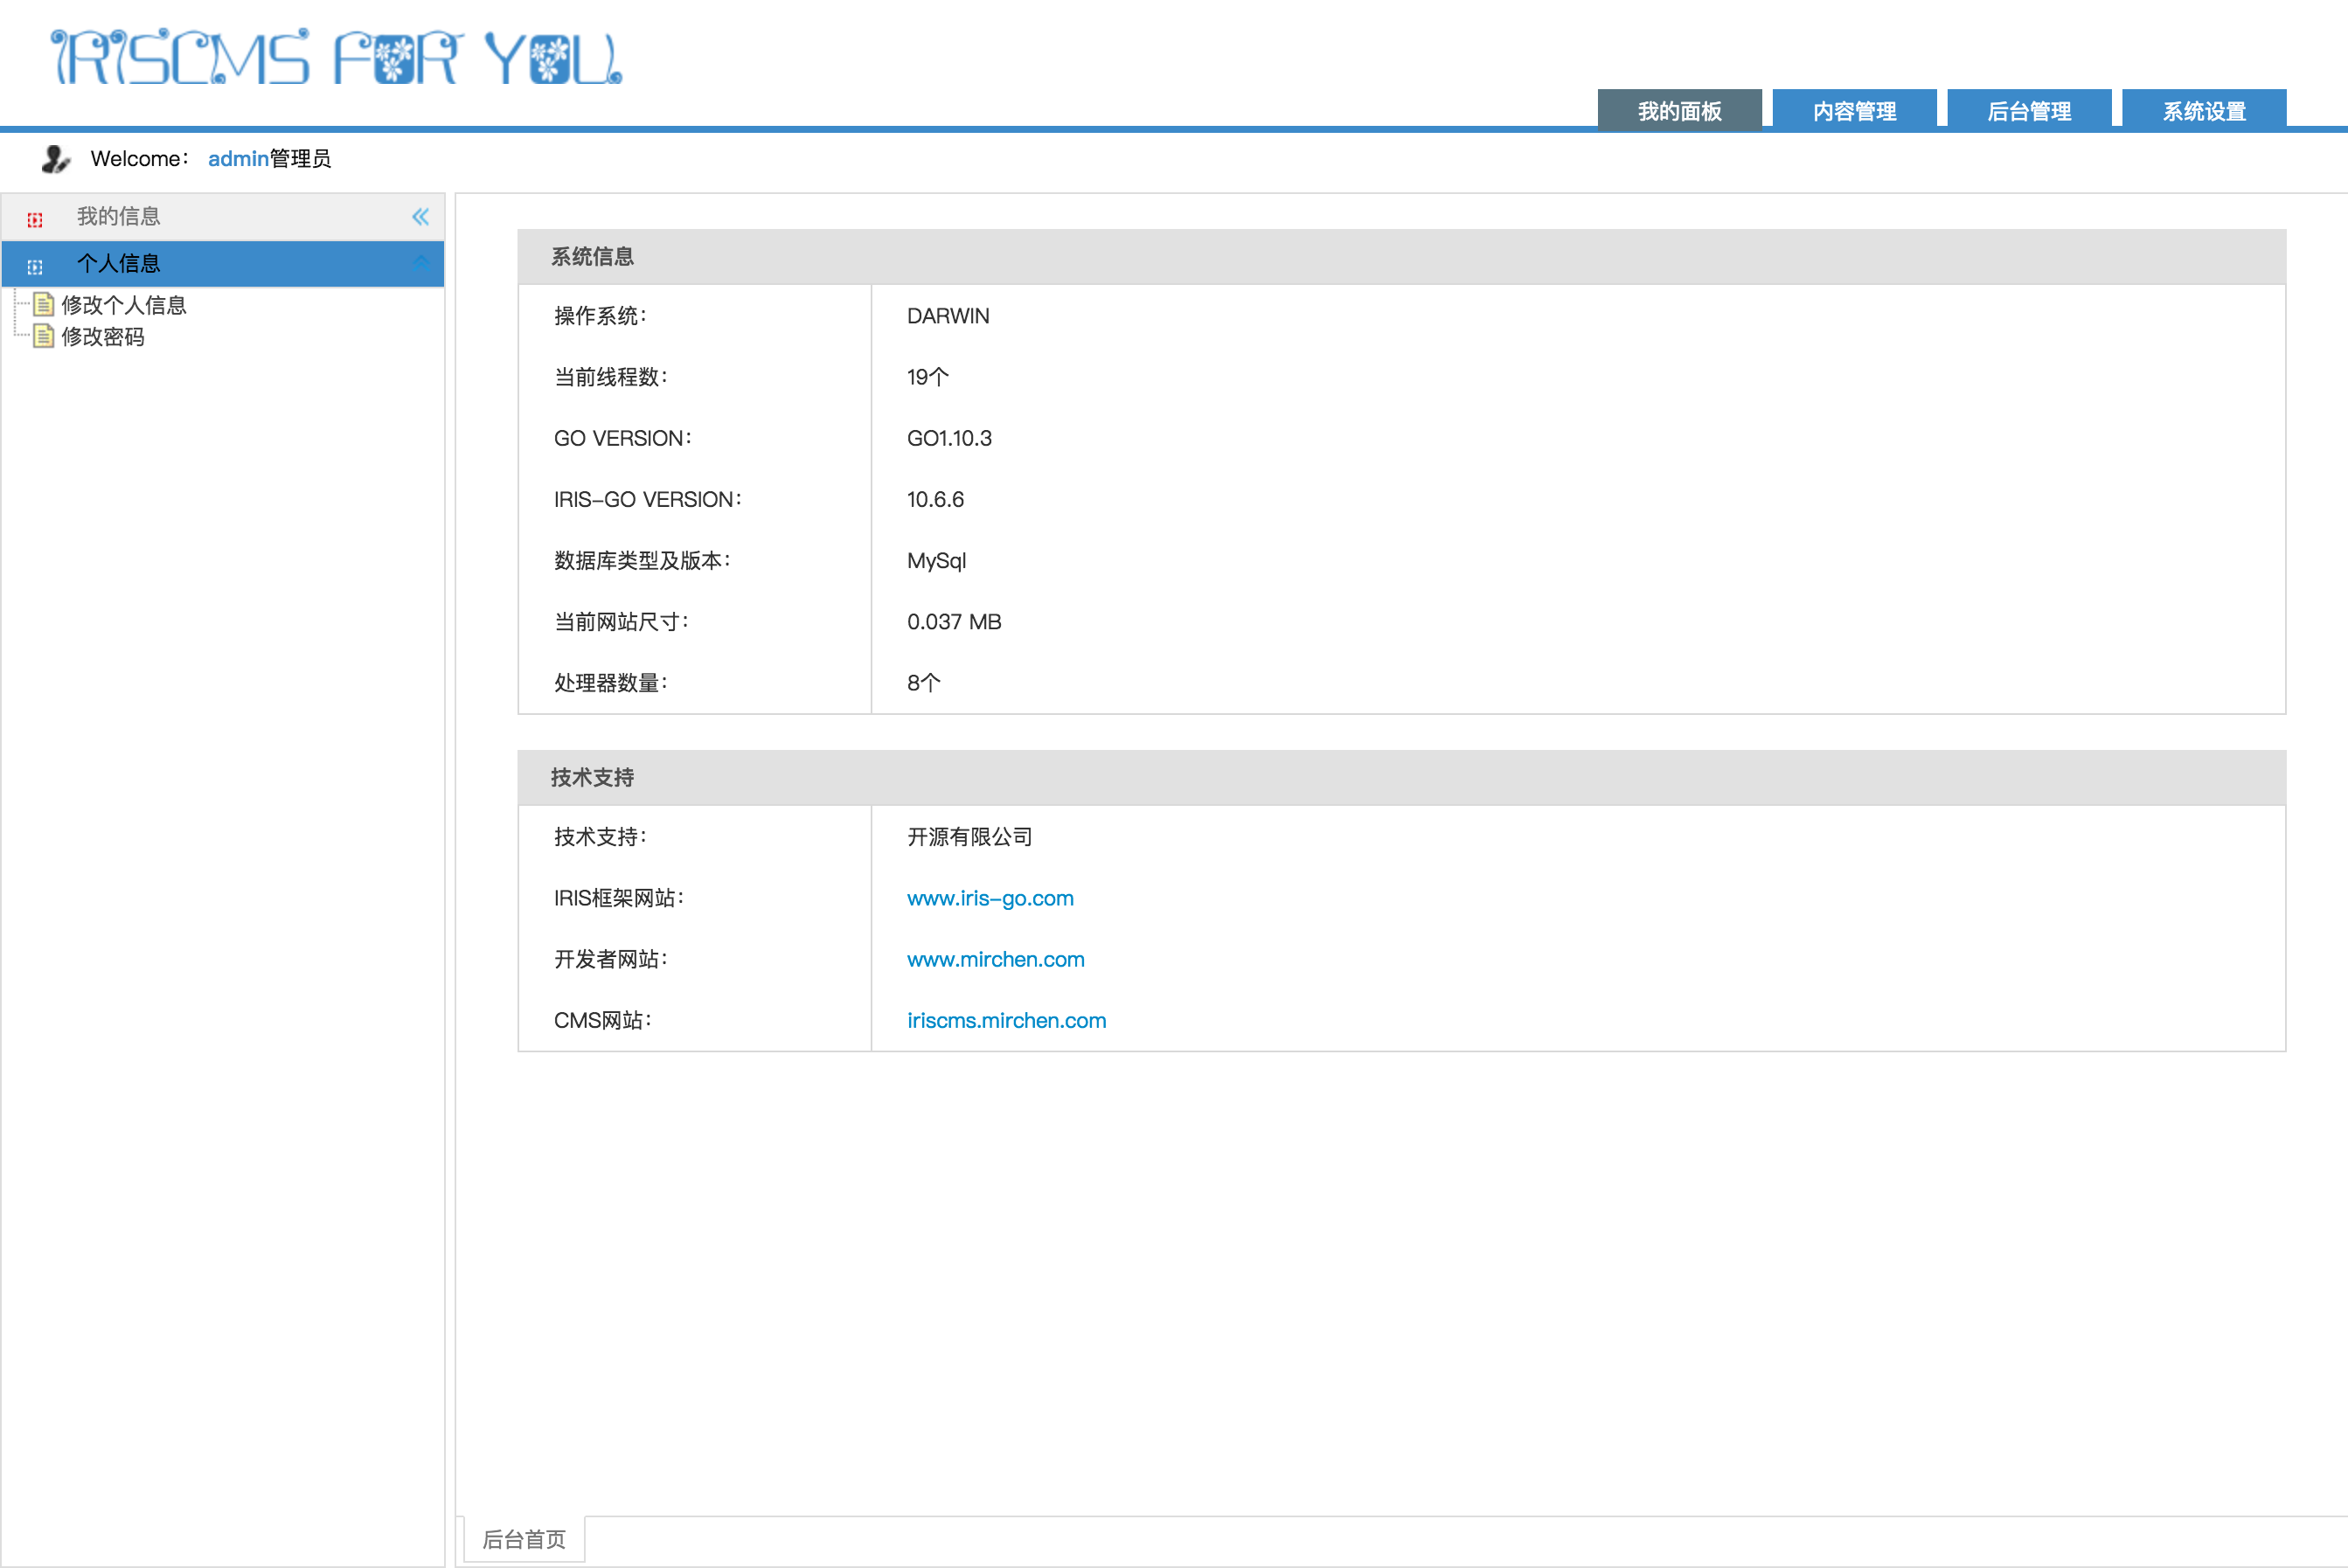 IRISCMS FOR YOU
我的面板 内容管理 后台管理 系统设置
Welcome： admin管理员
我的信息
个人信息
修改个人信息
修改密码
系统信息
操作系统： DARWIN
当前线程数： 19个
GO VERSION： GO1.10.3
IRIS-GO VERSION： 10.6.6
数据库类型及版本： MySql
当前网站尺寸： 0.037 MB
处理器数量： 8个
技术支持
技术支持： 开源有限公司
IRIS框架网站： www.iris-go.com
开发者网站： www.mirchen.com
CMS网站： iriscms.mirchen.com
后台首页